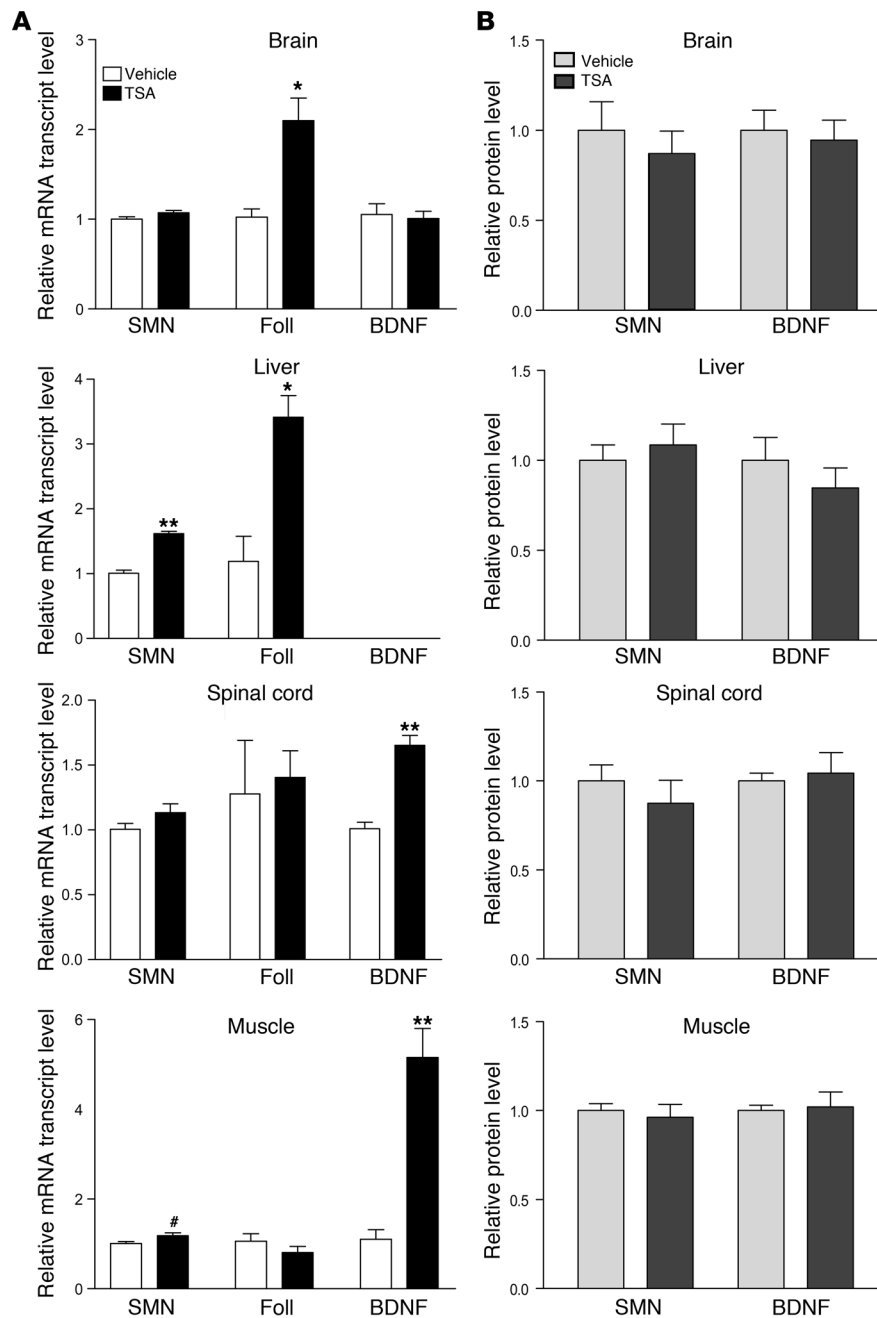 A
Brain
Relative mRNA transcript level
3
2
1
0
Vehicle
TSA
*
SMN Foll BDNF
Liver
Relative mRNA transcript level
4
3
2
1
0
**
*
SMN Foll BDNF
Spinal cord
Relative mRNA transcript level
2.0
1.5
1.0
0.5
0.0
**
SMN Foll BDNF
Muscle
Relative mRNA transcript level
6
4
2
0
#
**
SMN Foll BDNF
B
Brain
Relative protein level
1.5
1.0
0.5
0.0
Vehicle
TSA
SMN BDNF
Liver
Relative protein level
1.5
1.0
0.5
0.0
SMN BDNF
Spinal cord
Relative protein level
1.5
1.0
0.5
0.0
SMN BDNF
Muscle
Relative protein level
1.5
1.0
0.5
0.0
SMN BDNF